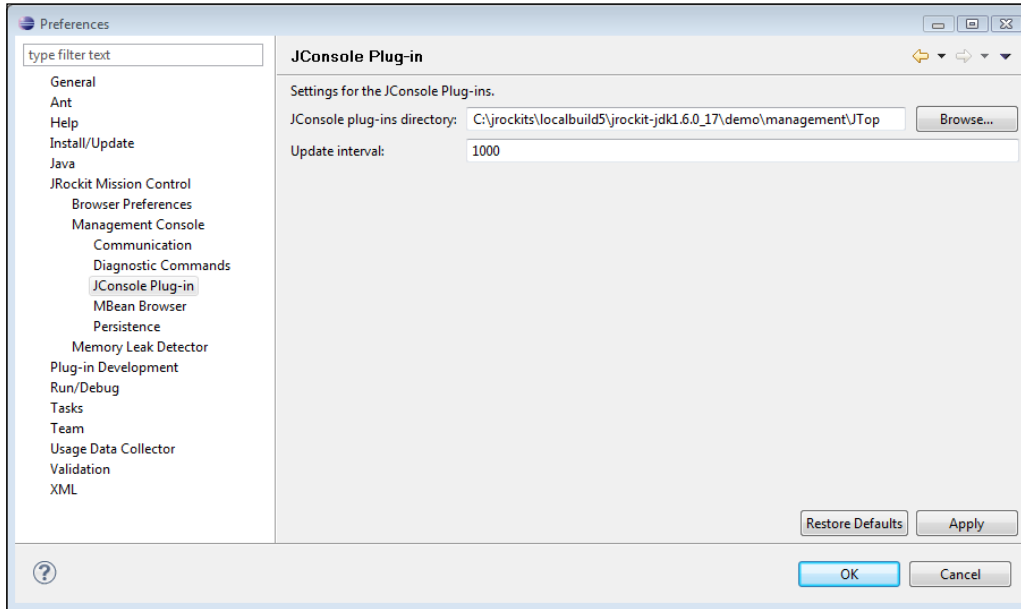 Preferences
type filter text
General
Ant
Help
Install/Update
Java
JRockit Mission Control
Browser Preferences
Management Console
Communication
Diagnostic Commands
JConsole Plug-in
MBean Browser
Persistence
Memory Leak Detector
Plug-in Development
Run/Debug
Tasks
Team
Usage Data Collector
Validation
XML
JConsole Plug-in
Settings for the JConsole Plug-ins.
JConsole plug-ins directory: C:\jrockits\localbuild5\jrockit-jdk1.6.0_17\demo\management\JTop Browse...
Update interval: 1000
Restore Defaults Apply
OK Cancel